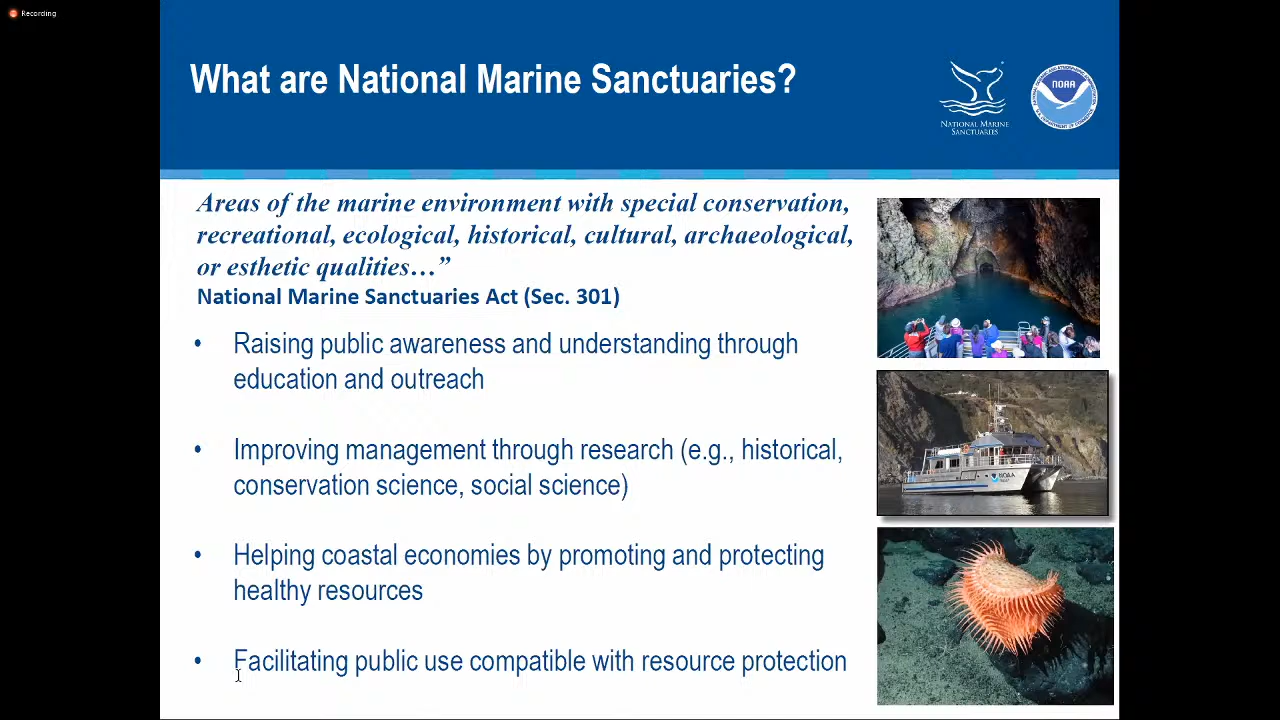 Recording
What are National Marine Sanctuaries?
NATIONAL MARINE
SANCTUARIES
NOAA
Areas of the marine environment with special conservation,
recreational, ecological, historical, cultural, archaeological,
or esthetic qualities…”
National Marine Sanctuaries Act (Sec. 301)
• Raising public awareness and understanding through
education and outreach
• Improving management through research (e.g., historical,
conservation science, social science)
• Helping coastal economies by promoting and protecting
healthy resources
• Facilitating public use compatible with resource protection
NOAA